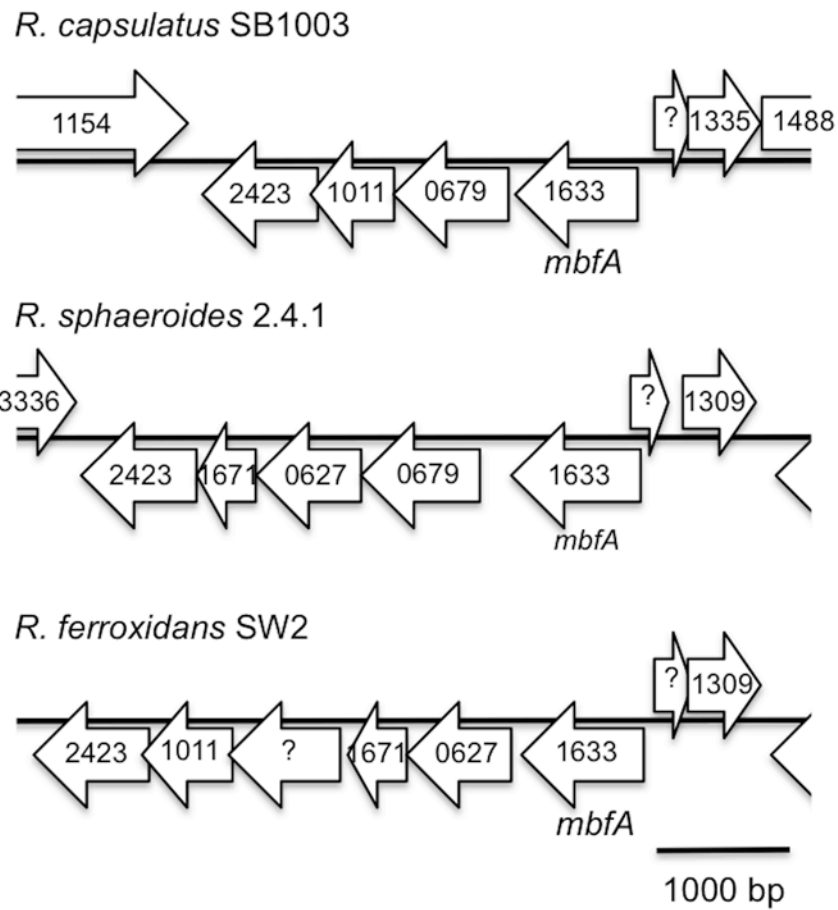 R. capsulatus SB1003
1154 ? 1335 1488
2423 1011 0679 1633
mbfA
R. sphaeroides 2.4.1
3336 ? 1309
2423 1671 0627 0679 1633
mbfA
R. ferroxidans SW2
? 1309
2423 1011 ? 1671 0627 1633
mbfA
1000 bp